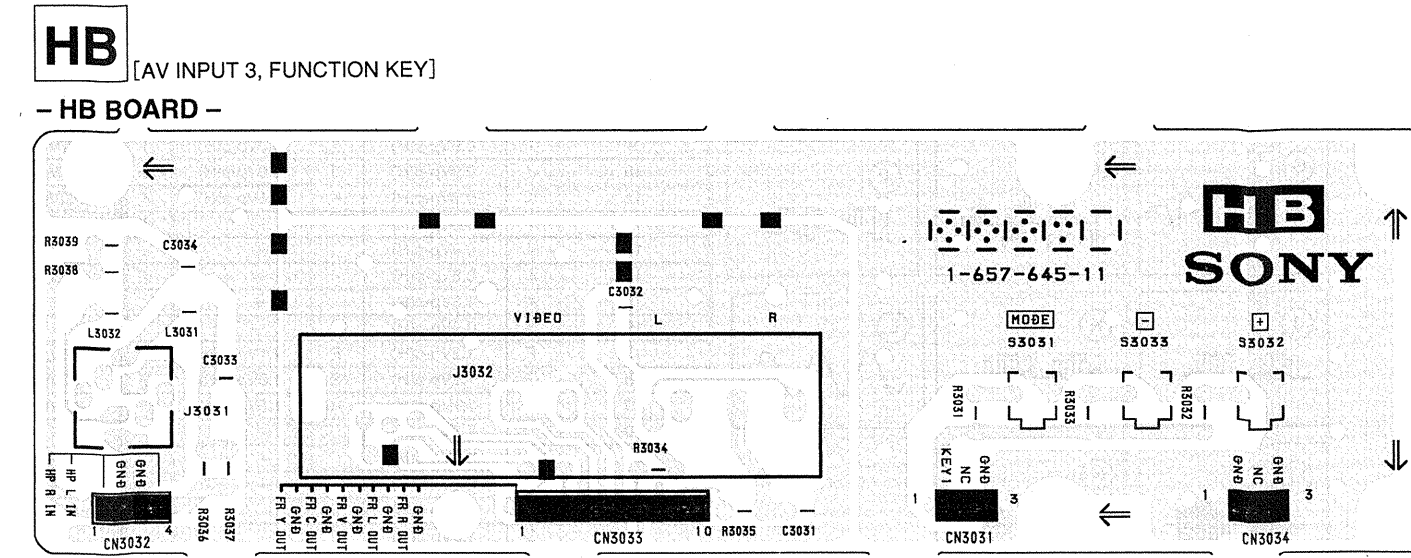 HB
[AV INPUT 3, FUNCTION KEY]
– HB BOARD –
HB
SONY
1-657-645-11
R3039
C3034
R3038
C3032
L3032
L3031
VIDEO
L
R
MODE
-
+
S3031
S3033
S3032
C3033
J3032
J3031
R3031
R3033
R3032
R3034
HP R IN
HP L IN
GND
GND
FR Y OUT
GND
FR C OUT
GND
FR V OUT
GND
FR L OUT
GND
FR R OUT
GND
KEY1
NC
GND
GND
NC
GND
1
4
R3036
R3037
1
10
R3035
C3031
1
3
1
3
CN3032
CN3033
CN3031
CN3034